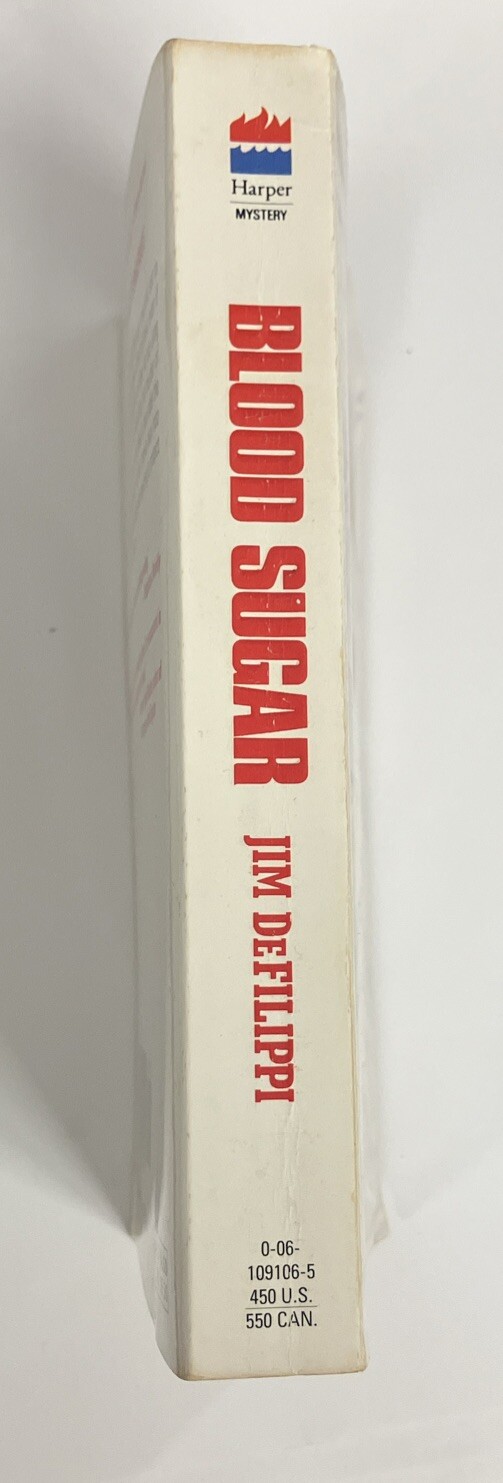 Harper
MYSTERY
BLOOD SUGAR
JIM DEFILIPPI
0-06-
109106-5
450 U.S.
550 CAN.